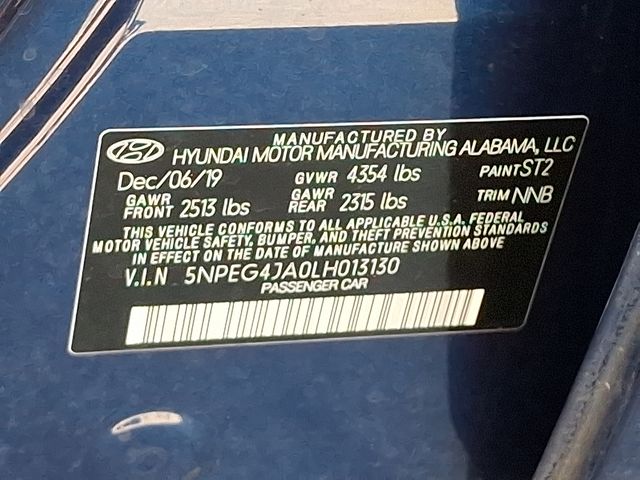 MANUFACTURED BY
HYUNDAI MOTOR MANUFACTURING ALABAMA, LLC
Dec/06/19 GVWR 4354 lbs PAINT ST2
GAWR FRONT 2513 lbs GAWR REAR 2315 lbs TRIM NNB
THIS VEHICLE CONFORMS TO ALL APPLICABLE U.S.A. FEDERAL
MOTOR VEHICLE SAFETY, BUMPER, AND THEFT PREVENTION STANDARDS
IN EFFECT ON THE DATE OF MANUFACTURE SHOWN ABOVE
V.I.N 5NPEG4JA0LH013130
PASSENGER CAR